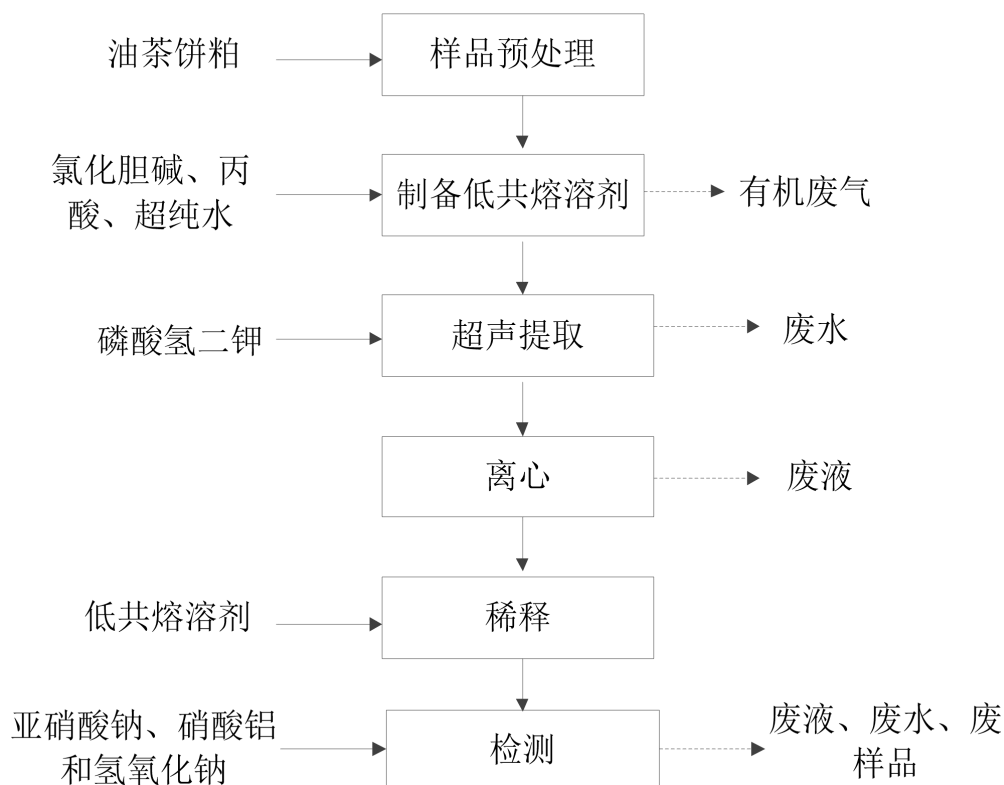 油茶饼粕
样品预处理
氯化胆碱、丙
酸、超纯水
制备低共熔溶剂
有机废气
磷酸氢二钾
超声提取
废水
离心
废液
低共熔溶剂
稀释
亚硝酸钠、硝酸铝
和氢氧化钠
检测
废液、废水、废
样品